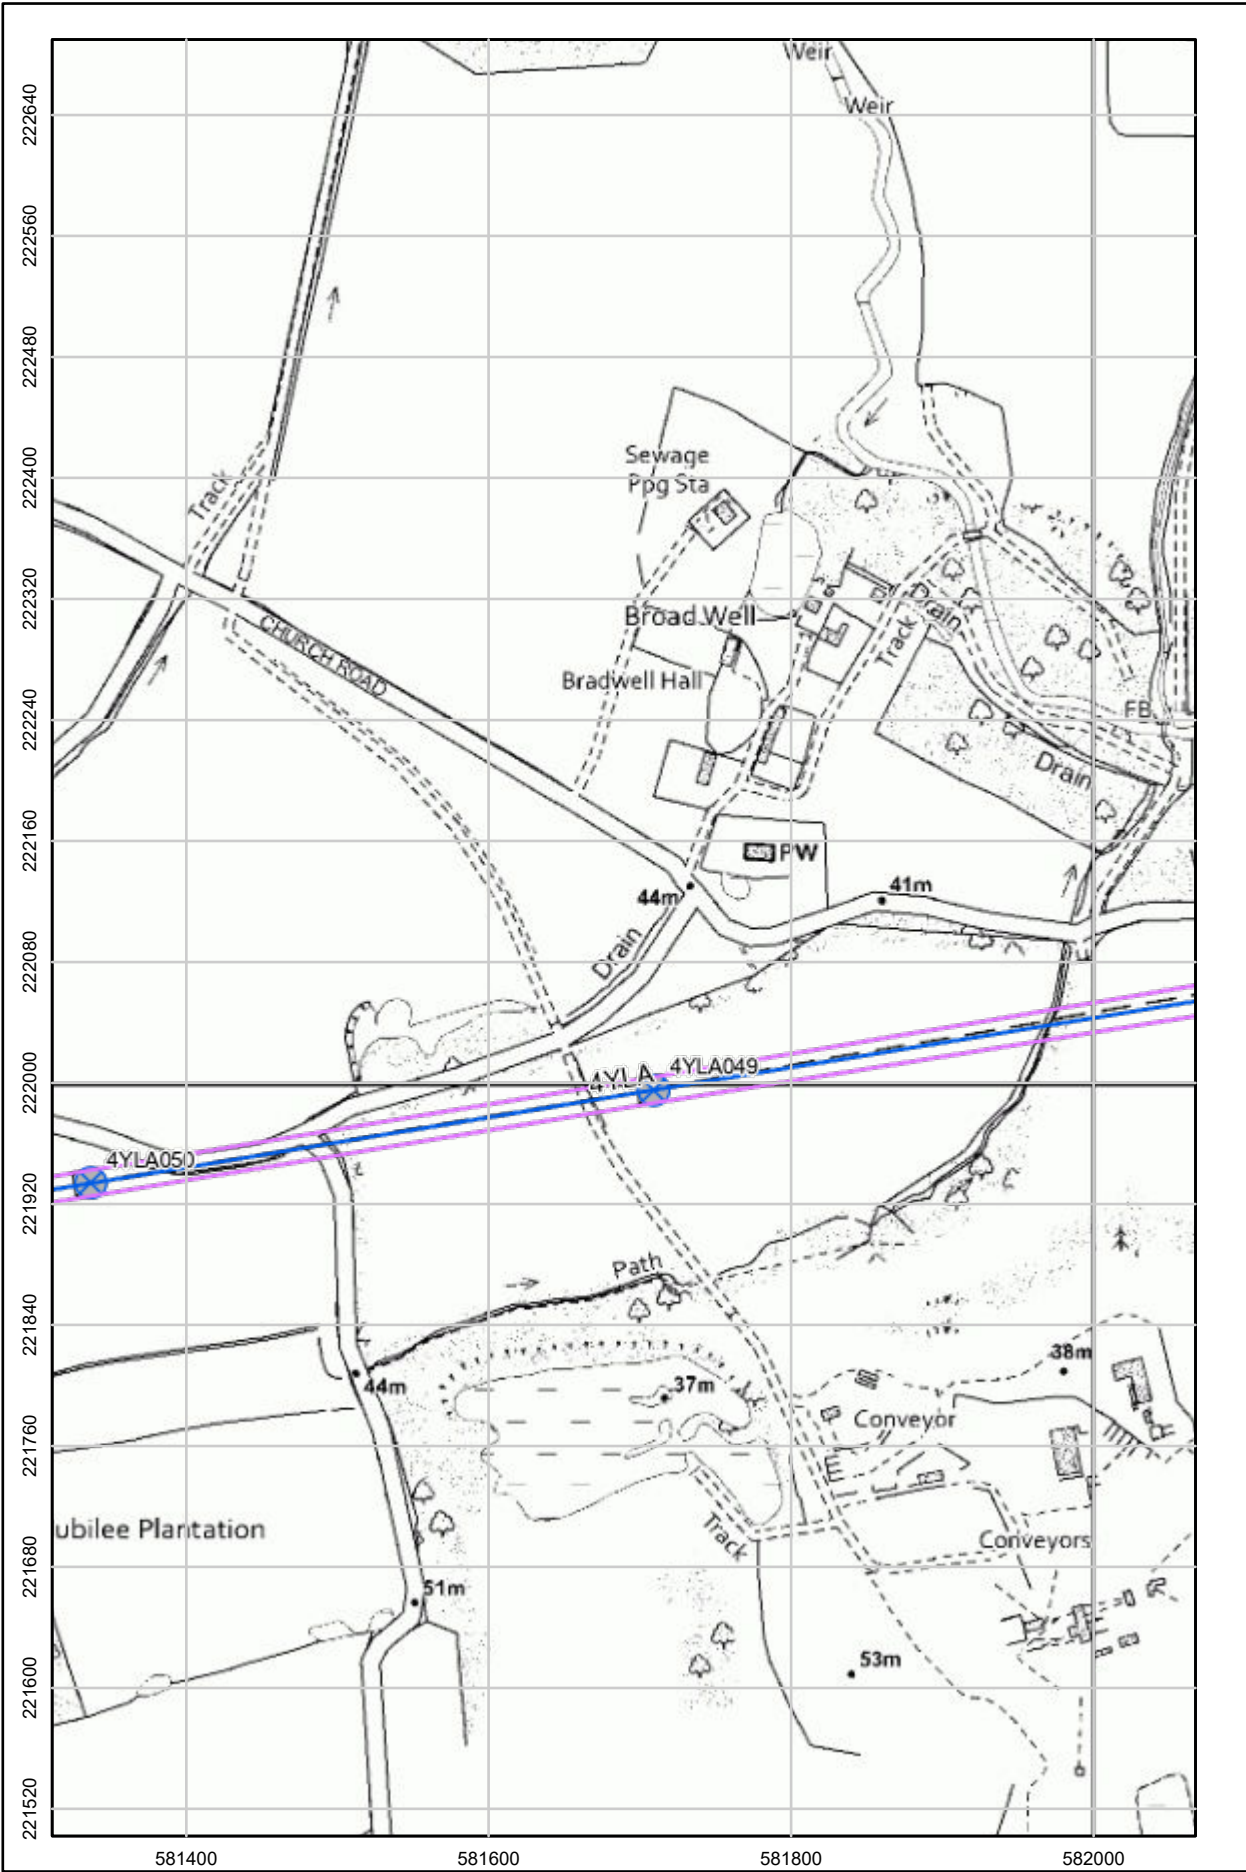 Weir
Weir
222640
222560
222480
222400
222320
222240
222160
222080
222000
221920
221840
221760
221680
221600
221520
Sewage
Ppg Sta
Track
Broad Well
Drain
Track
CHURCH ROAD
Bradwell Hall
FB
Drain
PW
44m
41m
Drain
4YLA
4YLA049
4YLA050
Path
38m
44m
37m
Conveyor
ubilee Plantation
Track
Conveyors
51m
53m
581400
581600
581800
582000